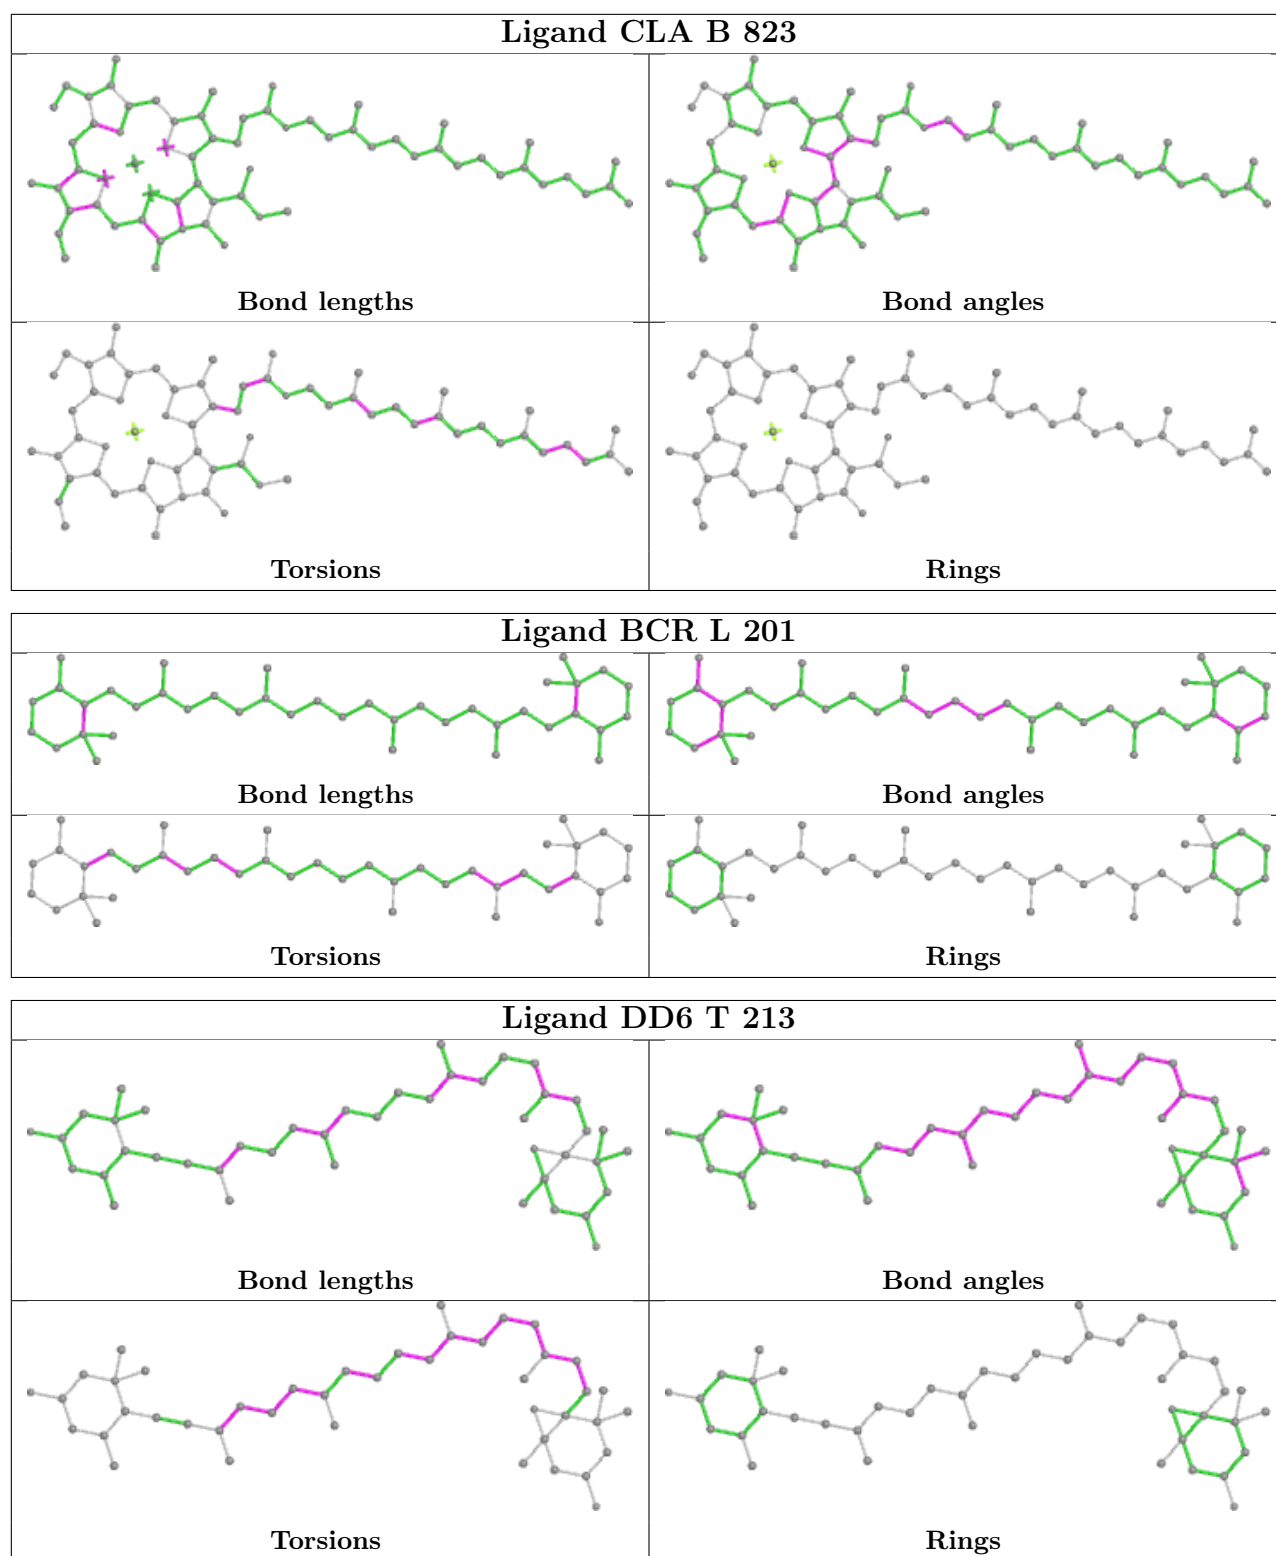 Ligand CLA B 823
Bond lengths
Bond angles
Torsions
Rings
Ligand BCR L 201
Bond lengths
Bond angles
Torsions
Rings
Ligand DD6 T 213
Bond lengths
Bond angles
Torsions
Rings